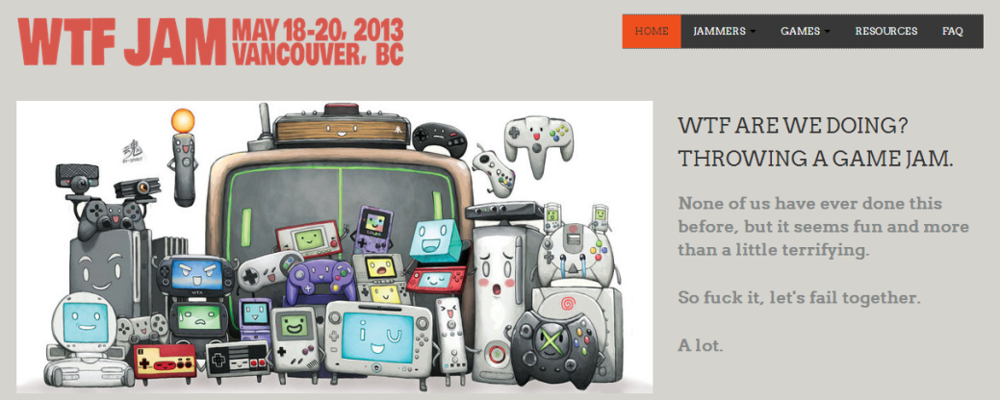 WTF JAM
MAY 18-20, 2013
VANCOUVER, BC
HOME
JAMMERS
GAMES
RESOURCES
FAQ
WTF ARE WE DOING?
THROWING A GAME JAM.
None of us have ever done this
before, but it seems fun and more
than a little terrifying.
So fuck it, let's fail together.
A lot.
VITA
i U